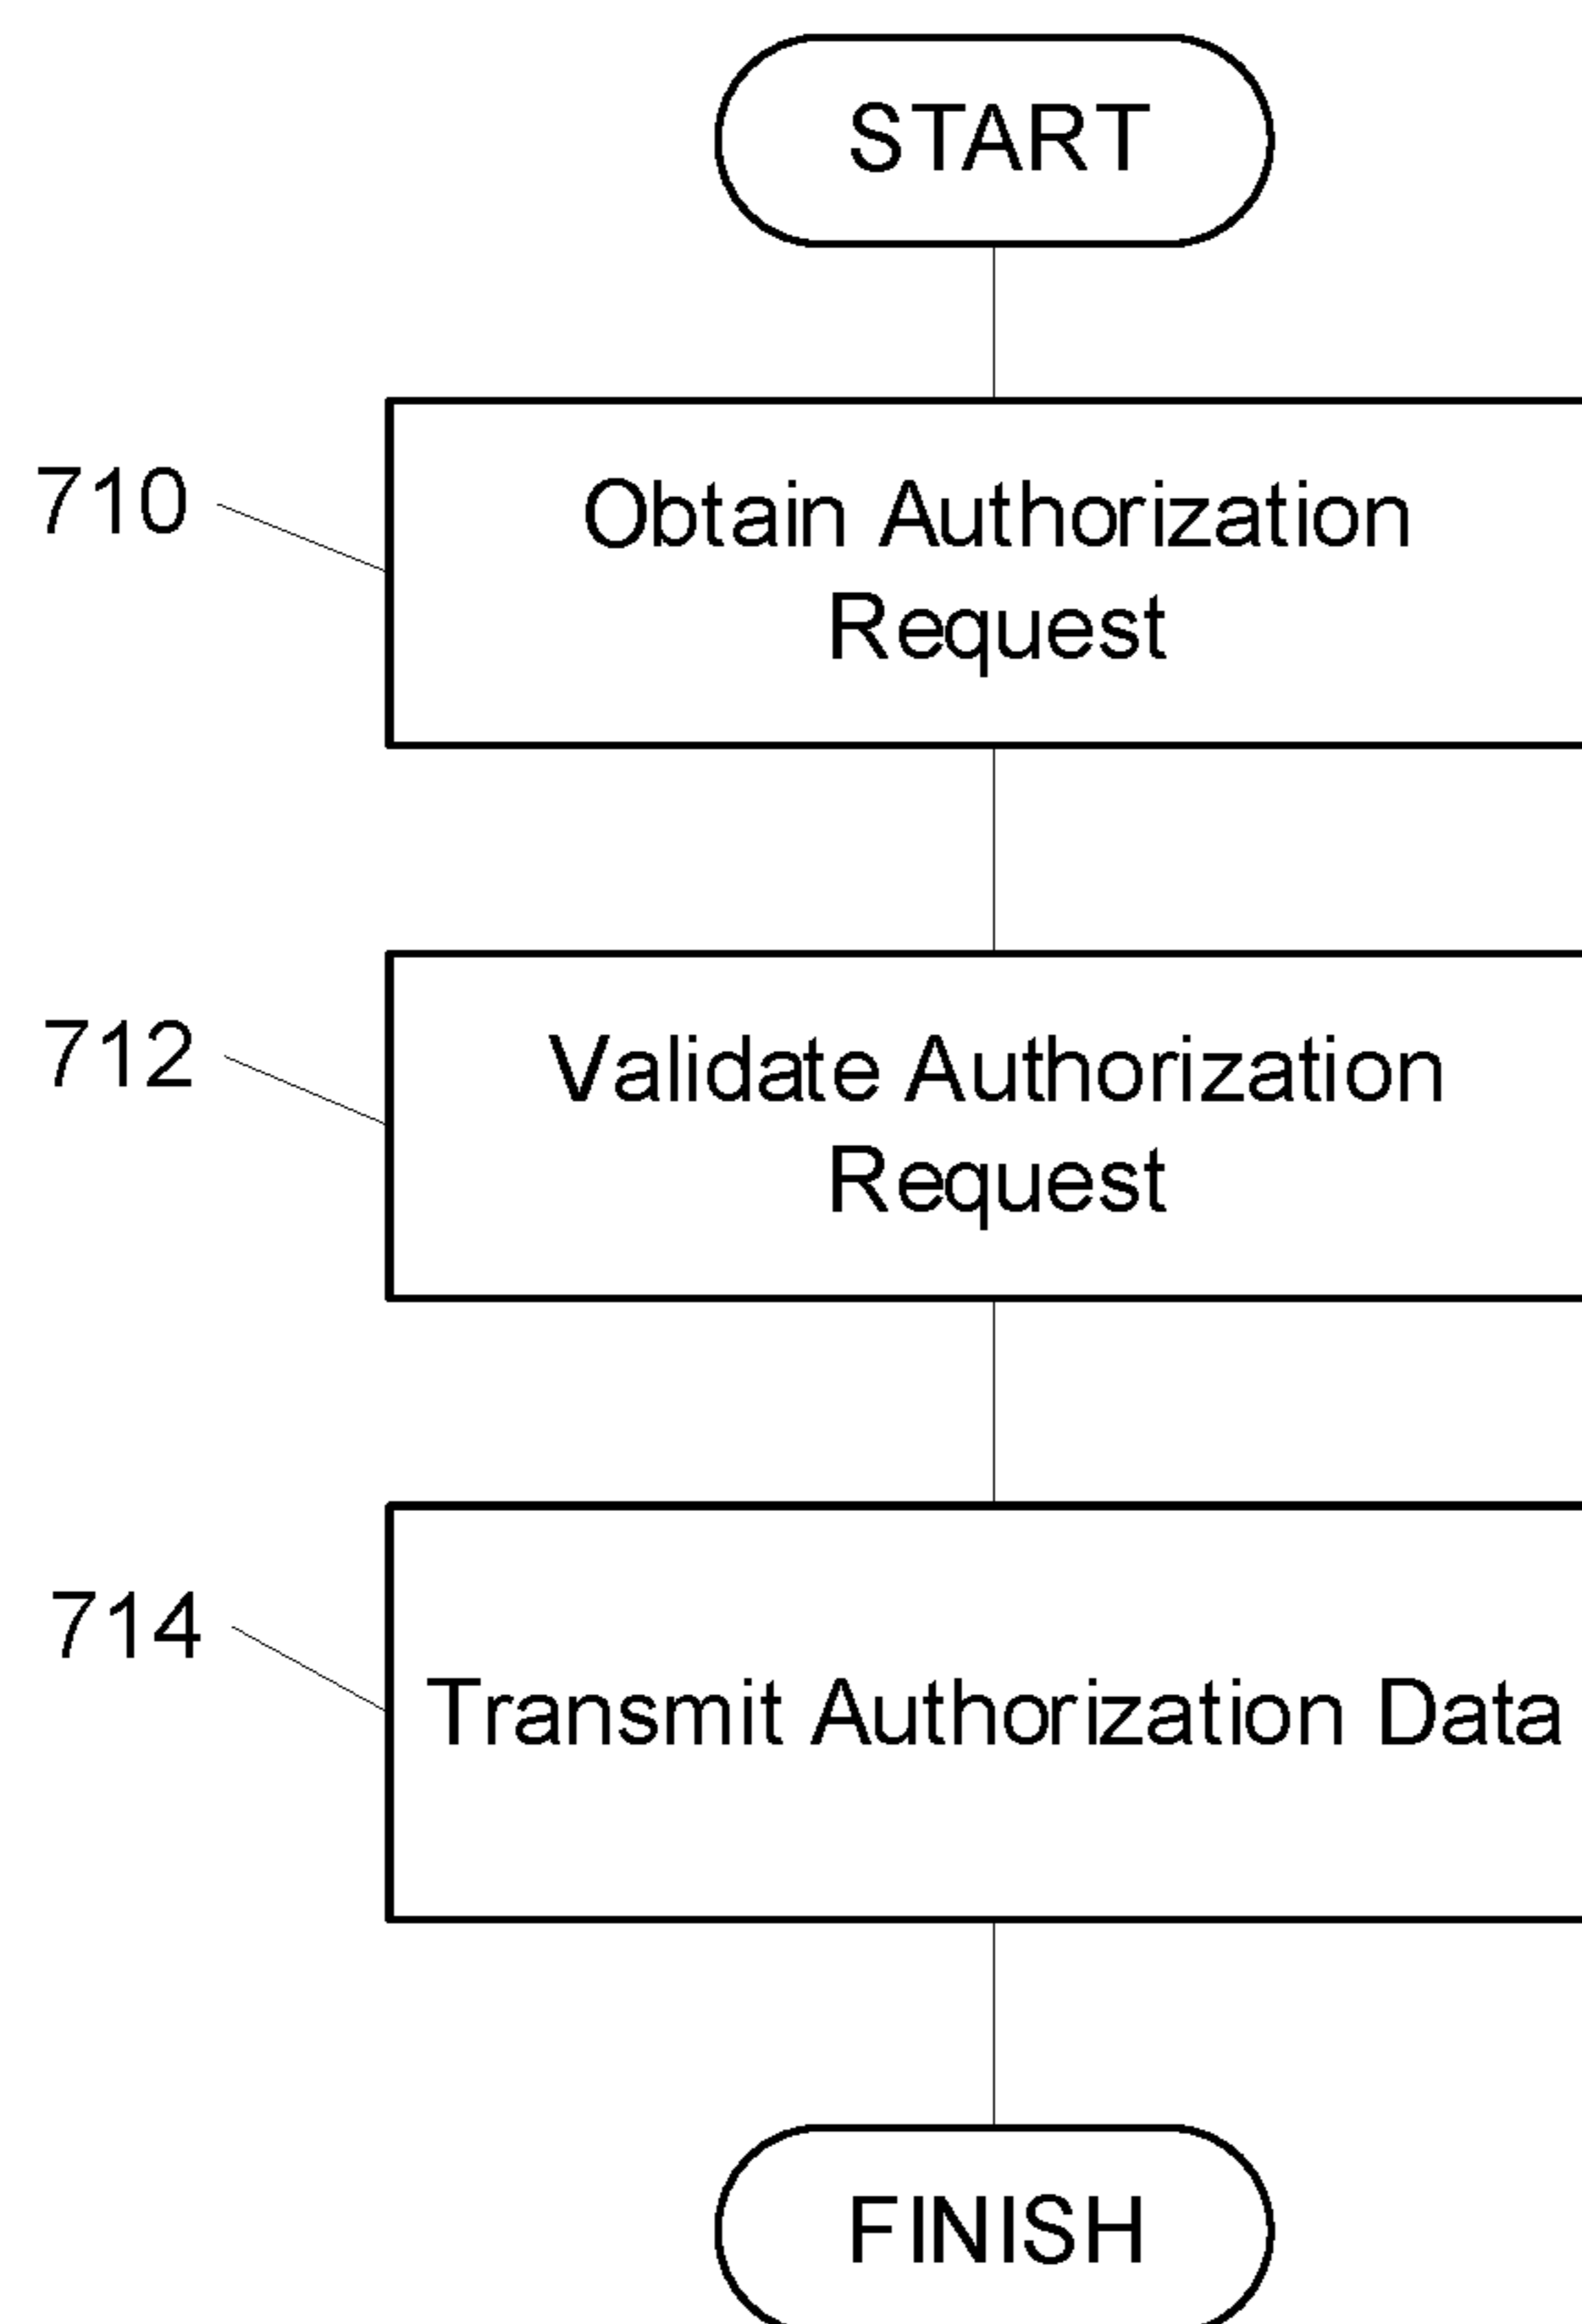 START
710
Obtain Authorization
Request
712
Validate Authorization
Request
714
Transmit Authorization Data
FINISH